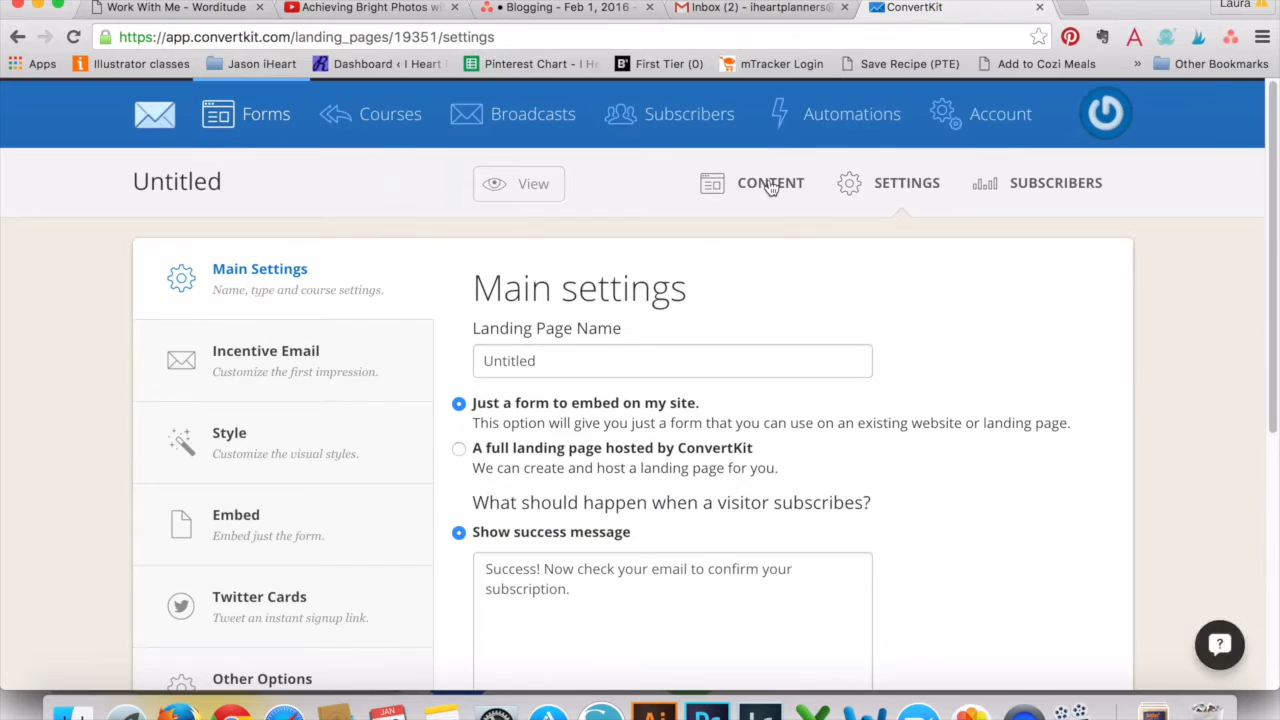 Work With Me - Worditude
Achieving Bright Photos wi
• Blogging - Feb 1, 2016 -
Inbox (2) - iheartplanners@
ConvertKit
Laura
https://app.convertkit.com/landing_pages/19351/settings
Apps
Illustrator classes
Jason iHeart
Dashboard ‹ I Heart
Pinterest Chart - I He
First Tier (0)
mTracker Login
Save Recipe (PTE)
Add to Cozi Meals
»
Other Bookmarks
Forms
Courses
Broadcasts
Subscribers
Automations
Account
Untitled
View
CONTENT
SETTINGS
SUBSCRIBERS
Main Settings
Name, type and course settings.
Incentive Email
Customize the first impression.
Style
Customize the visual styles.
Embed
Embed just the form.
Twitter Cards
Tweet an instant signup link.
Other Options
Main settings
Landing Page Name
Untitled
Just a form to embed on my site.
This option will give you just a form that you can use on an existing website or landing page.
A full landing page hosted by ConvertKit
We can create and host a landing page for you.
What should happen when a visitor subscribes?
Show success message
Success! Now check your email to confirm your
subscription.
JAN
Ai
Ps